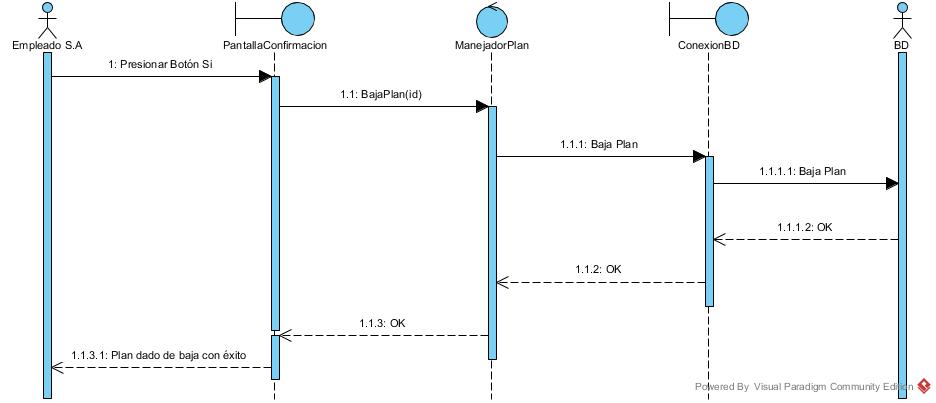 Empleado S.A
PantallaConfirmacion
ManejadorPlan
ConexionBD
BD
1: Presionar Botón Si
1.1: BajaPlan(id)
1.1.1: Baja Plan
1.1.1.1: Baja Plan
1.1.1.2: OK
1.1.2: OK
1.1.3: OK
1.1.3.1: Plan dado de baja con éxito
Powered By Visual Paradigm Community Edition